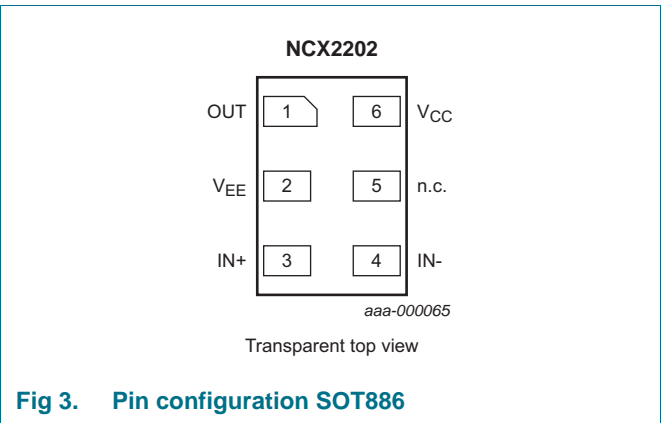 NCX2202
OUT 1 6 VCC
VEE 2 5 n.c.
IN+ 3 4 IN-
aaa-000065
Transparent top view
Fig 3. Pin configuration SOT886